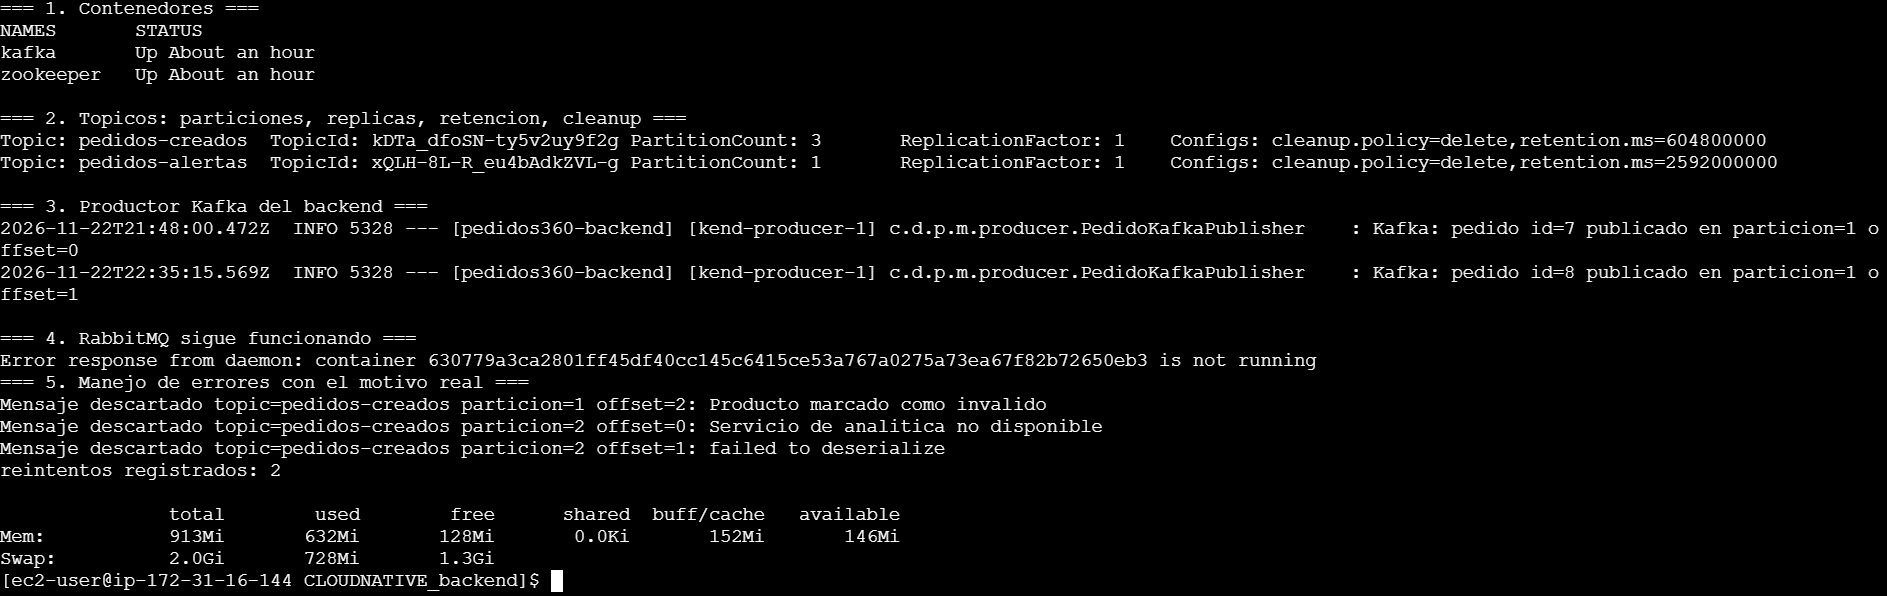 === 1. Contenedores ===
NAMES       STATUS
kafka       Up About an hour
zookeeper   Up About an hour
=== 2. Topicos: particiones, replicas, retencion, cleanup ===
Topic: pedidos-creados  TopicId: kDTa_dfoSN-ty5v2uy9f2g PartitionCount: 3       ReplicationFactor: 1    Configs: cleanup.policy=delete,retention.ms=604800000
Topic: pedidos-alertas  TopicId: xQLH-8L-R_eu4bAdkZVL-g PartitionCount: 1       ReplicationFactor: 1    Configs: cleanup.policy=delete,retention.ms=2592000000
=== 3. Productor Kafka del backend ===
2026-11-22T21:48:00.472Z  INFO 5328 --- [pedidos360-backend] [kend-producer-1] c.d.p.m.producer.PedidoKafkaPublisher    : Kafka: pedido id=7 publicado en particion=1 o
ffset=0
2026-11-22T22:35:15.569Z  INFO 5328 --- [pedidos360-backend] [kend-producer-1] c.d.p.m.producer.PedidoKafkaPublisher    : Kafka: pedido id=8 publicado en particion=1 o
ffset=1
=== 4. RabbitMQ sigue funcionando ===
Error response from daemon: container 630779a3ca2801ff45df40cc145c6415ce53a767a0275a73ea67f82b72650eb3 is not running
=== 5. Manejo de errores con el motivo real ===
Mensaje descartado topic=pedidos-creados particion=1 offset=2: Producto marcado como invalido
Mensaje descartado topic=pedidos-creados particion=2 offset=0: Servicio de analitica no disponible
Mensaje descartado topic=pedidos-creados particion=2 offset=1: failed to deserialize
reintentos registrados: 2
               total        used        free      shared  buff/cache   available
Mem:           913Mi       632Mi       128Mi       0.0Ki       152Mi       146Mi
Swap:          2.0Gi       728Mi       1.3Gi
[ec2-user@ip-172-31-16-144 CLOUDNATIVE_backend]$